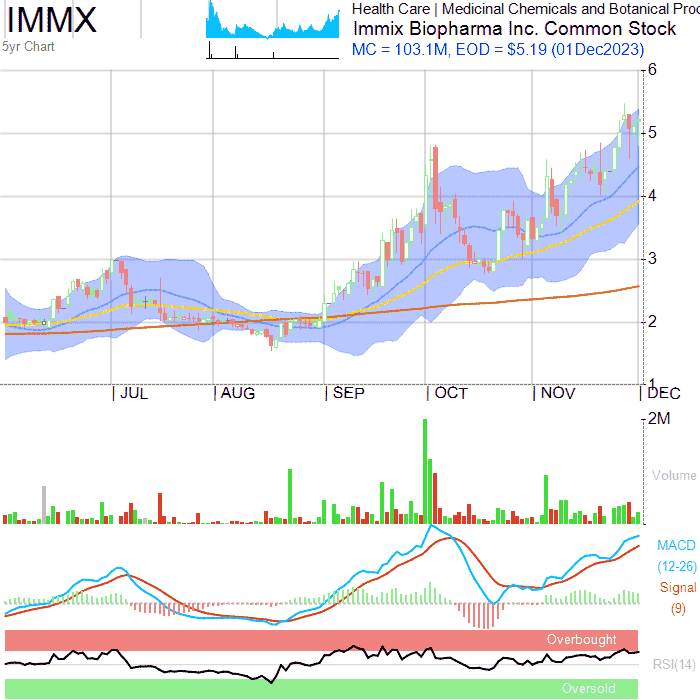 IMMX
5yr Chart
Health Care | Medicinal Chemicals and Botanical Proc
Immix Biopharma Inc. Common Stock
MC = 103.1M, EOD = $5.19 (01Dec2023)
6
5
4
3
2
1
JUL AUG SEP OCT NOV DEC
2M
Volume
MACD
(12-26)
Signal
(9)
Overbought
RSI(14)
Oversold